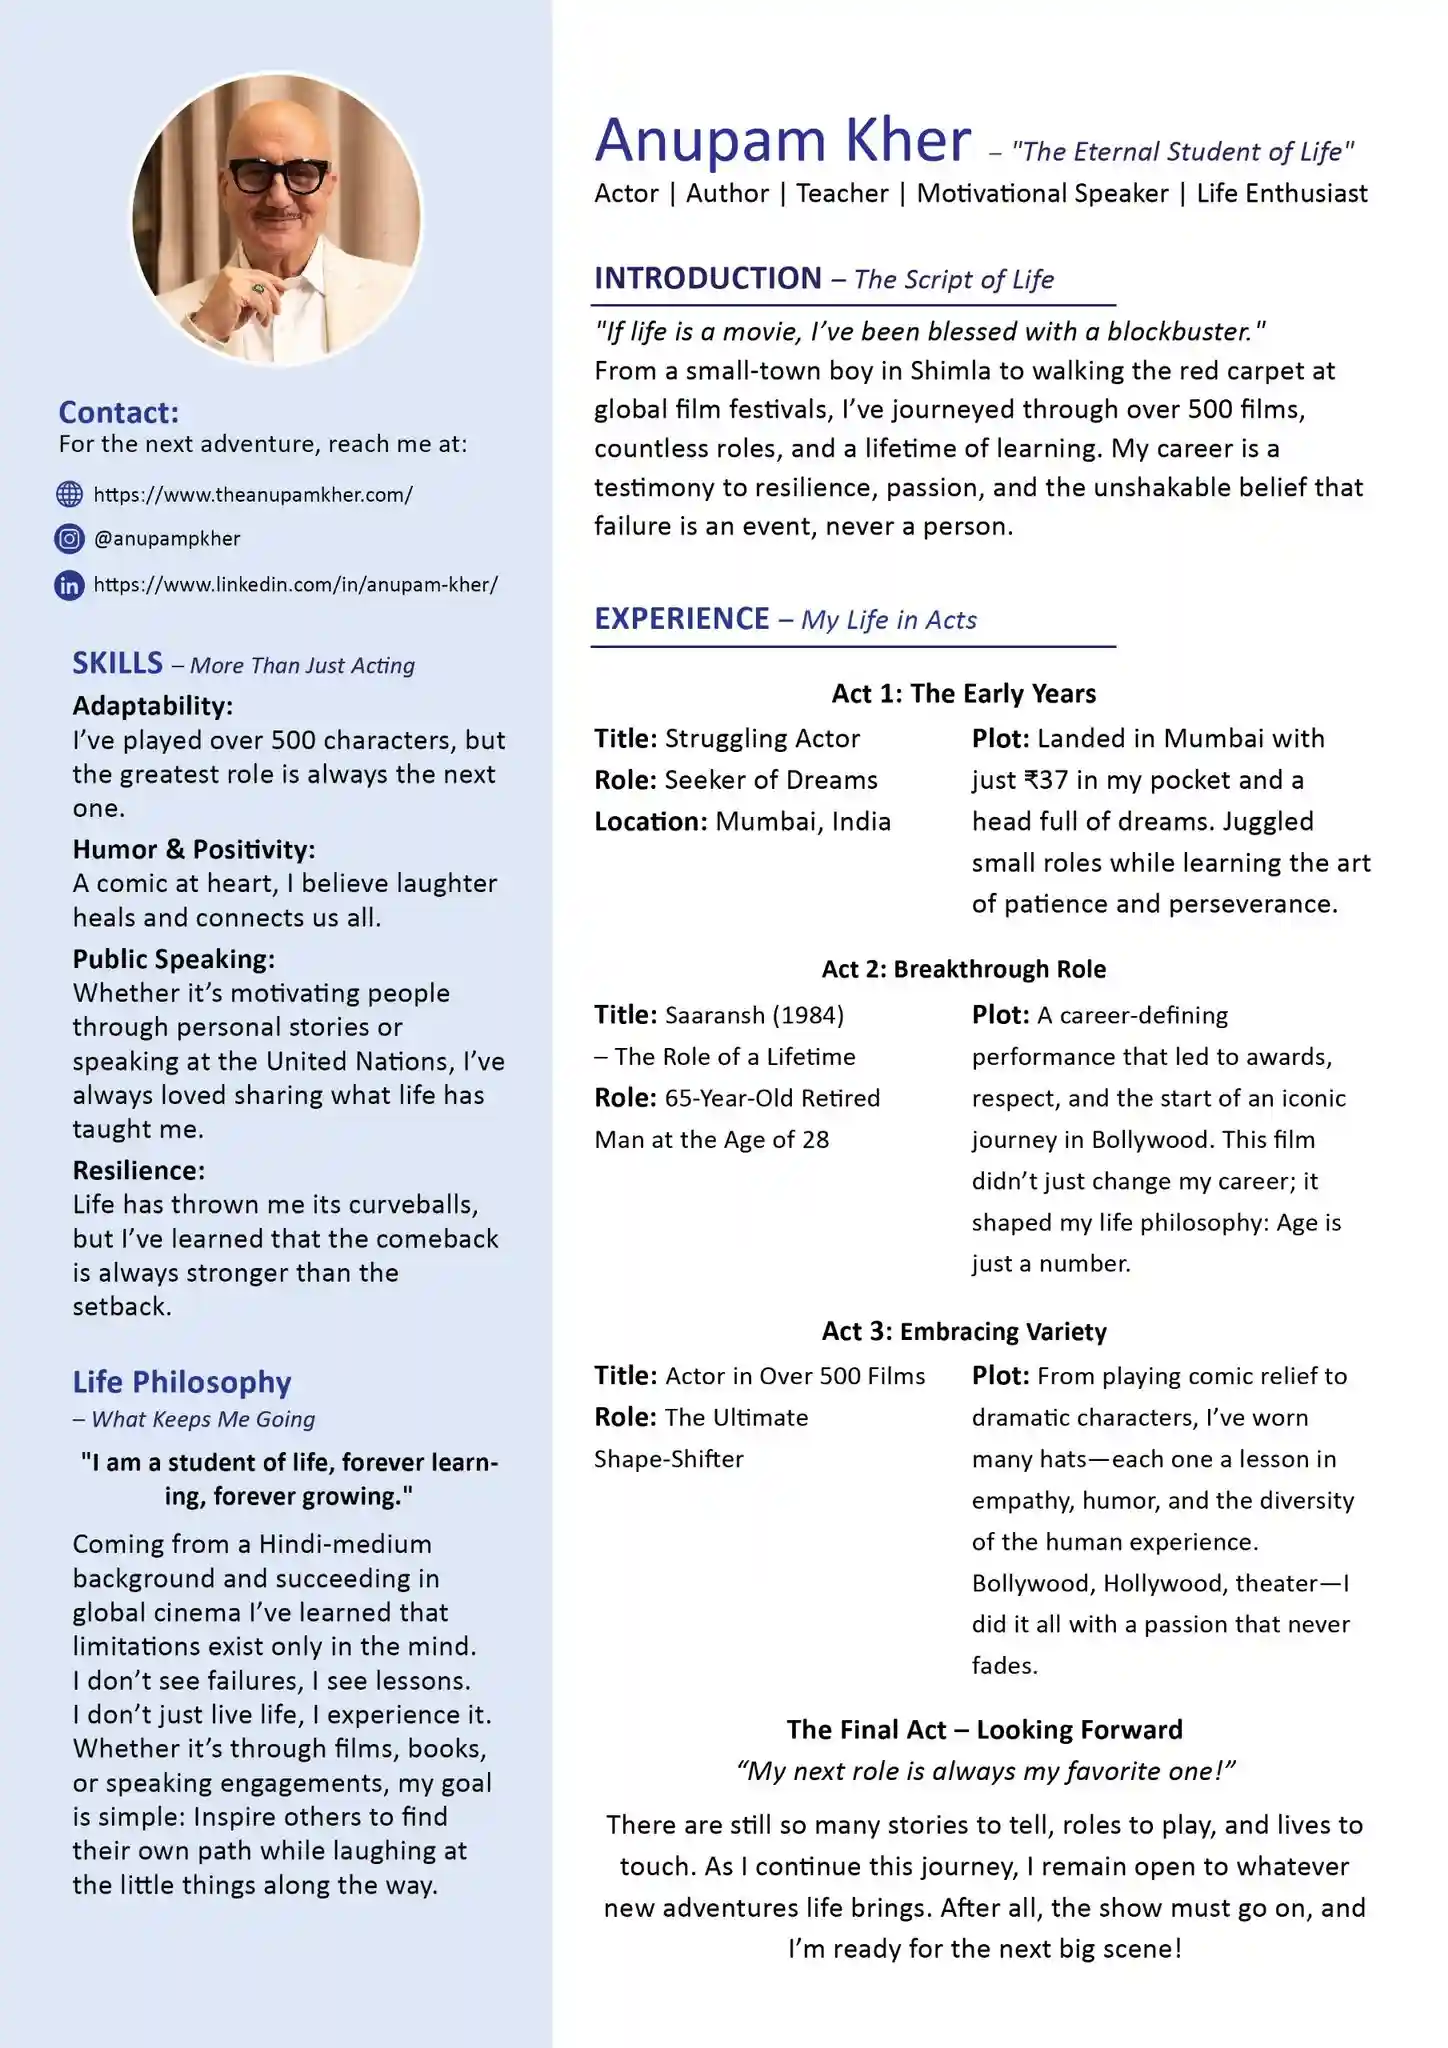 Anupam Kher – "The Eternal Student of Life"
Actor | Author | Teacher | Motivational Speaker | Life Enthusiast
Contact:
For the next adventure, reach me at:
https://www.theanupamkher.com/
@anupampkher
in https://www.linkedin.com/in/anupam-kher/
SKILLS – More Than Just Acting
Adaptability:
I’ve played over 500 characters, but
the greatest role is always the next
one.
Humor & Positivity:
A comic at heart, I believe laughter
heals and connects us all.
Public Speaking:
Whether it’s motivating people
through personal stories or
speaking at the United Nations, I’ve
always loved sharing what life has
taught me.
Resilience:
Life has thrown me its curveballs,
but I’ve learned that the comeback
is always stronger than the
setback.
Life Philosophy
– What Keeps Me Going
"I am a student of life, forever learn-
ing, forever growing."
Coming from a Hindi-medium
background and succeeding in
global cinema I’ve learned that
limitations exist only in the mind.
I don’t see failures, I see lessons.
I don’t just live life, I experience it.
Whether it’s through films, books,
or speaking engagements, my goal
is simple: Inspire others to find
their own path while laughing at
the little things along the way.
INTRODUCTION – The Script of Life
"If life is a movie, I’ve been blessed with a blockbuster."
From a small-town boy in Shimla to walking the red carpet at
global film festivals, I’ve journeyed through over 500 films,
countless roles, and a lifetime of learning. My career is a
testimony to resilience, passion, and the unshakable belief that
failure is an event, never a person.
EXPERIENCE – My Life in Acts
Act 1: The Early Years
Title: Struggling Actor
Role: Seeker of Dreams
Location: Mumbai, India
Plot: Landed in Mumbai with
just ₹37 in my pocket and a
head full of dreams. Juggled
small roles while learning the art
of patience and perseverance.
Act 2: Breakthrough Role
Title: Saaransh (1984)
– The Role of a Lifetime
Role: 65-Year-Old Retired
Man at the Age of 28
Plot: A career-defining
performance that led to awards,
respect, and the start of an iconic
journey in Bollywood. This film
didn’t just change my career; it
shaped my life philosophy: Age is
just a number.
Act 3: Embracing Variety
Title: Actor in Over 500 Films
Role: The Ultimate
Shape-Shifter
Plot: From playing comic relief to
dramatic characters, I’ve worn
many hats—each one a lesson in
empathy, humor, and the diversity
of the human experience.
Bollywood, Hollywood, theater—I
did it all with a passion that never
fades.
The Final Act – Looking Forward
“My next role is always my favorite one!”
There are still so many stories to tell, roles to play, and lives to
touch. As I continue this journey, I remain open to whatever
new adventures life brings. After all, the show must go on, and
I’m ready for the next big scene!